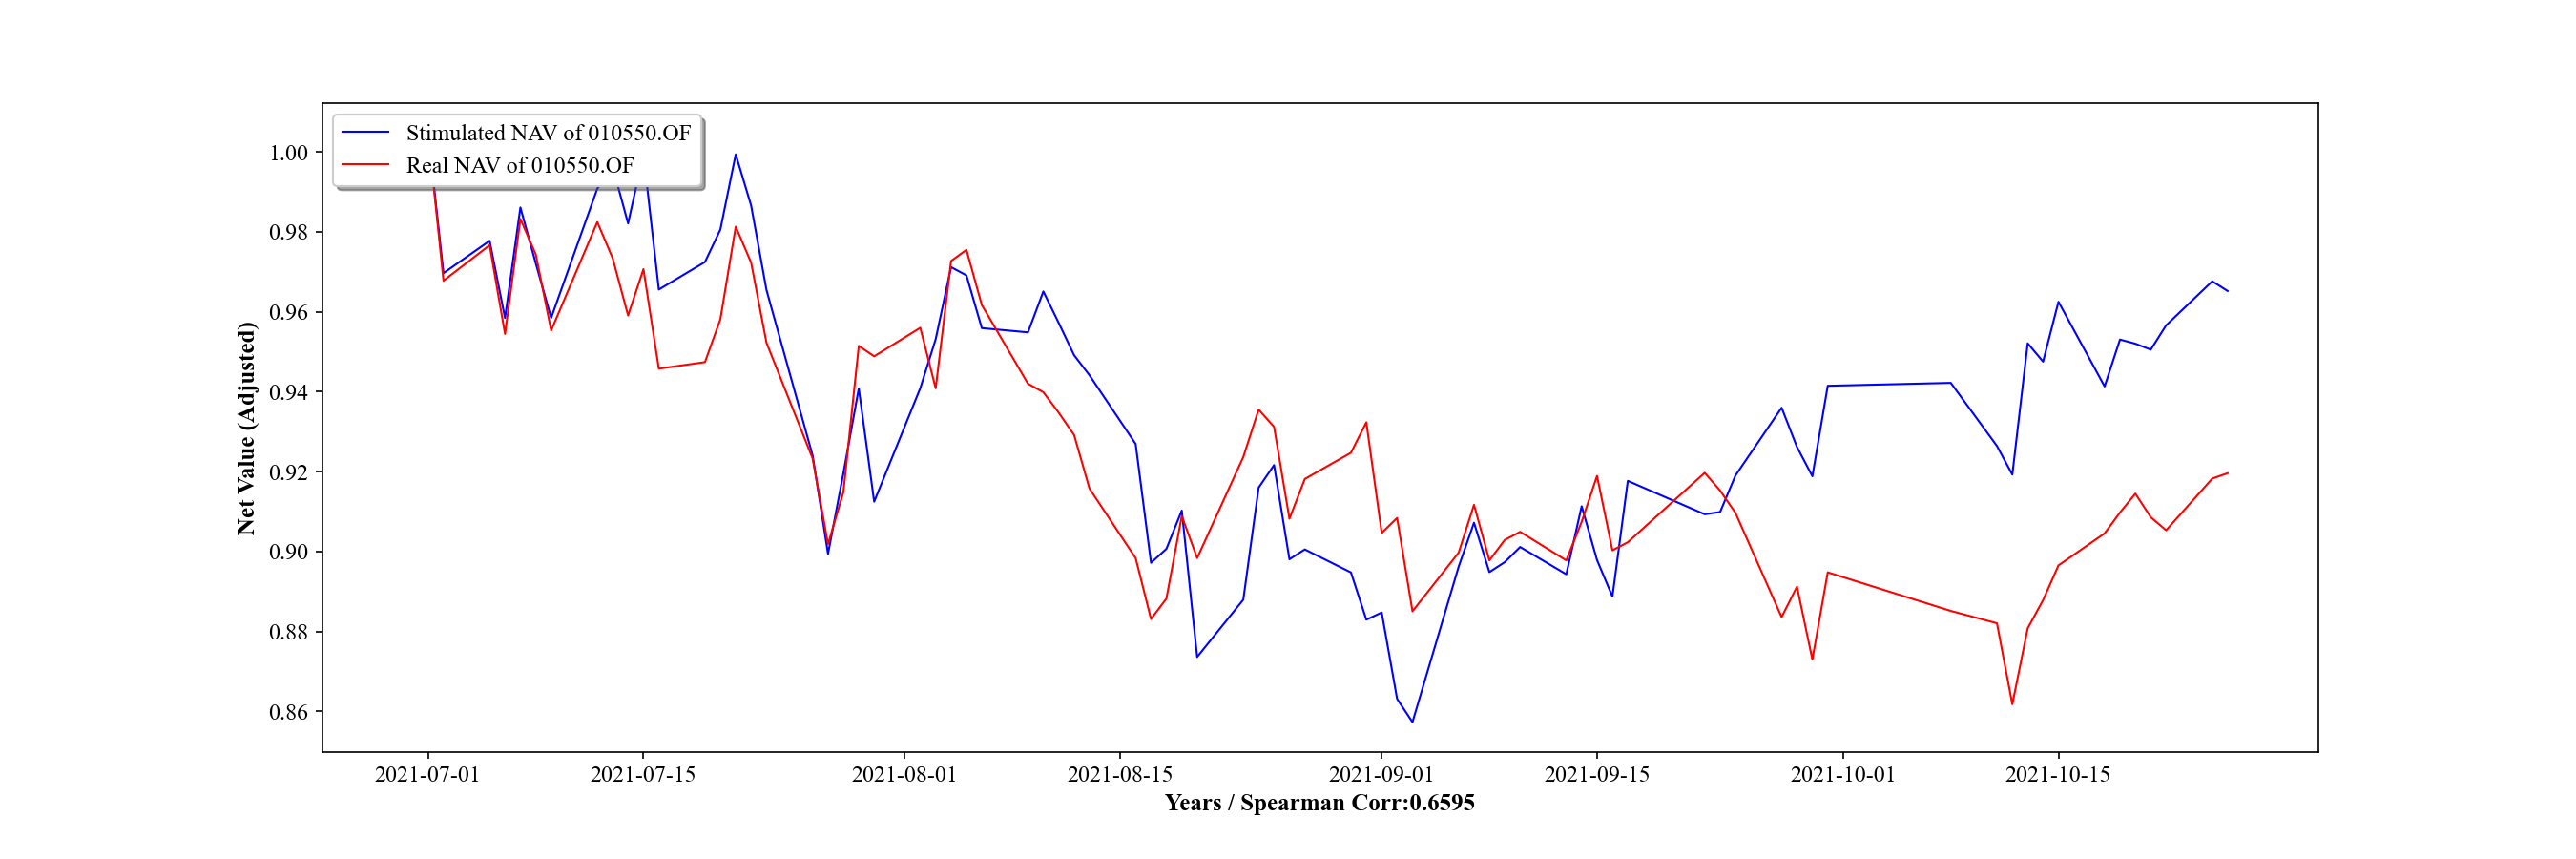 Stimulated NAV of 010550.OF
Real NAV of 010550.OF
1.00
0.98
0.96
0.94
0.92
0.90
0.88
0.86
Net Value (Adjusted)
2021-07-01 2021-07-15 2021-08-01 2021-08-15 2021-09-01 2021-09-15 2021-10-01 2021-10-15
Years / Spearman Corr:0.6595